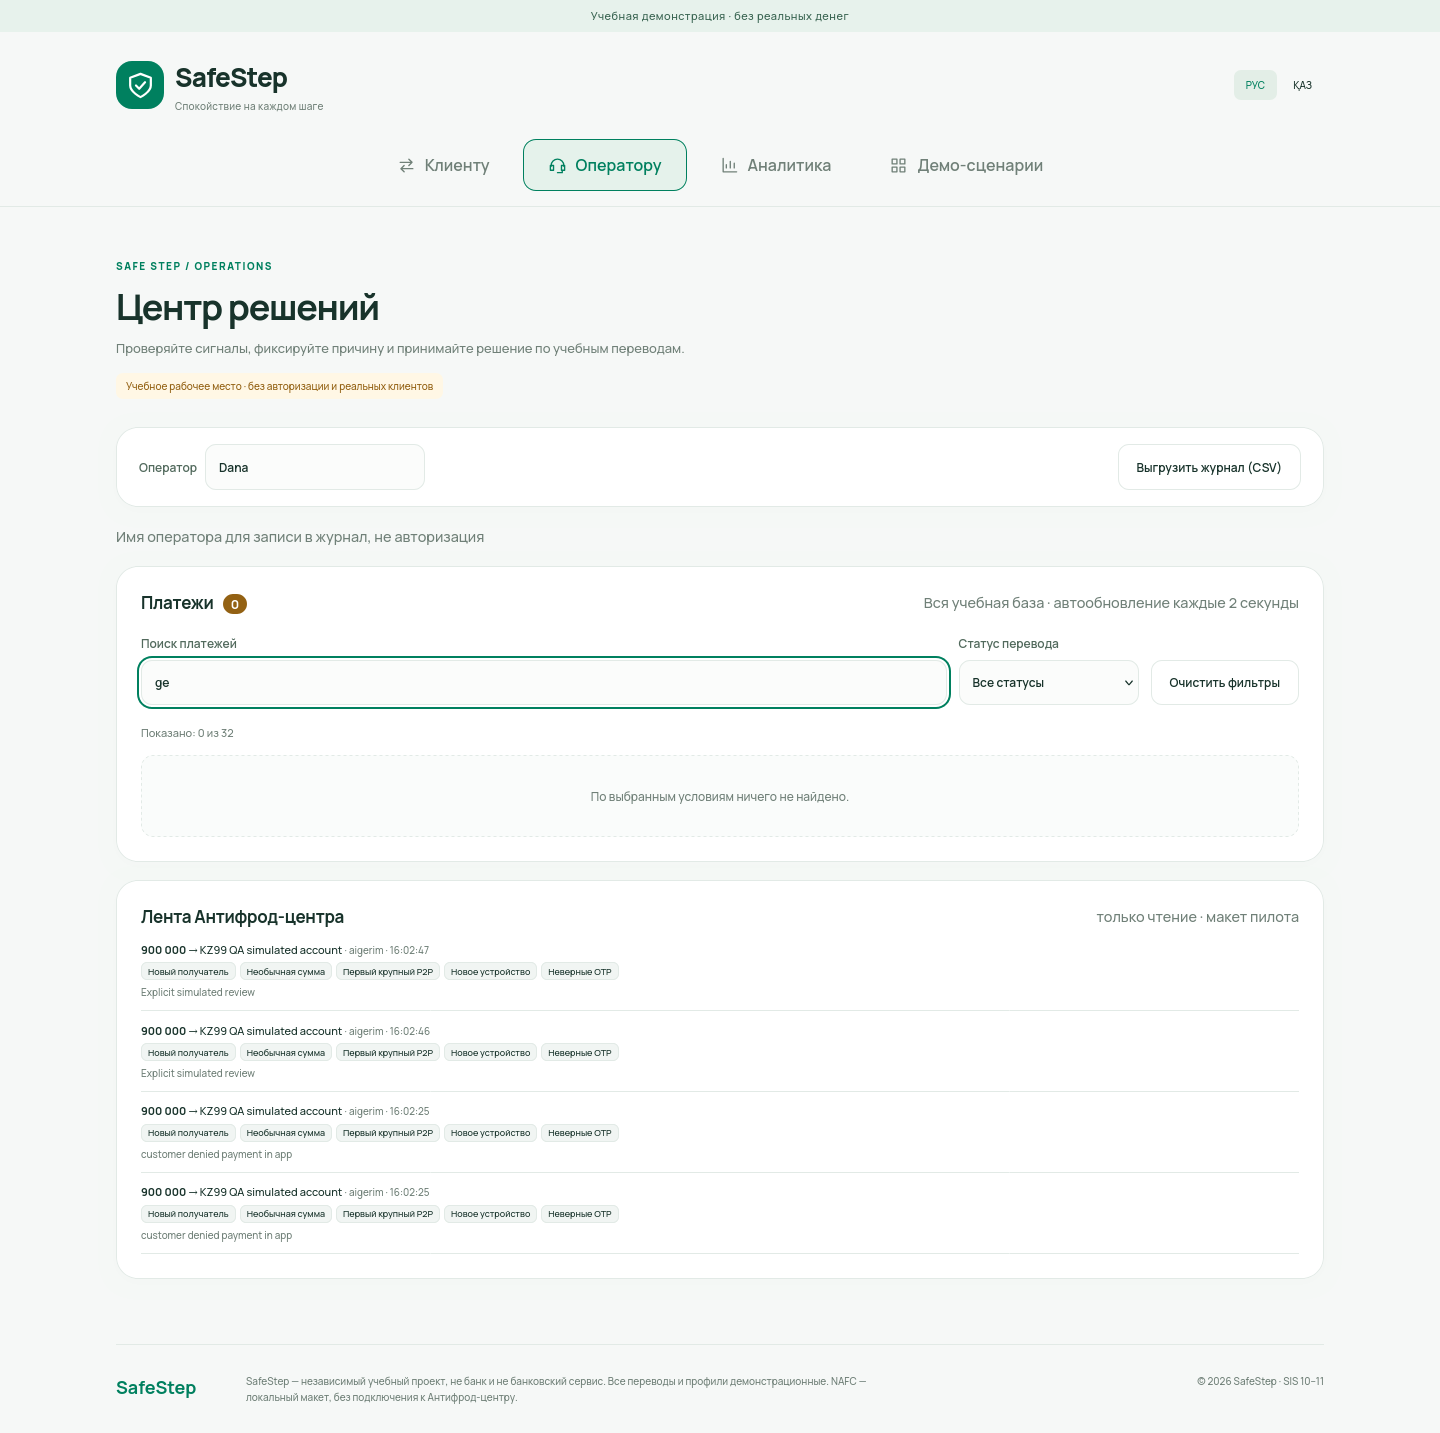 Учебная демонстрация · без реальных денег
SafeStep
Спокойствие на каждом шаге
РУС ҚАЗ
Клиенту Оператору Аналитика Демо-сценарии
SAFE STEP / OPERATIONS
Центр решений
Проверяйте сигналы, фиксируйте причину и принимайте решение по учебным переводам.
Учебное рабочее место · без авторизации и реальных клиентов
Оператор Dana Выгрузить журнал (CSV)
Имя оператора для записи в журнал, не авторизация
Платежи 0 Вся учебная база · автообновление каждые 2 секунды
Поиск платежей Статус перевода
ge Все статусы Очистить фильтры
Показано: 0 из 32
По выбранным условиям ничего не найдено.
Лента Антифрод-центра только чтение · макет пилота
900 000 → KZ99 QA simulated account · aigerim · 16:02:47
Новый получатель Необычная сумма Первый крупный P2P Новое устройство Неверные OTP
Explicit simulated review
900 000 → KZ99 QA simulated account · aigerim · 16:02:46
Новый получатель Необычная сумма Первый крупный P2P Новое устройство Неверные OTP
Explicit simulated review
900 000 → KZ99 QA simulated account · aigerim · 16:02:25
Новый получатель Необычная сумма Первый крупный P2P Новое устройство Неверные OTP
customer denied payment in app
900 000 → KZ99 QA simulated account · aigerim · 16:02:25
Новый получатель Необычная сумма Первый крупный P2P Новое устройство Неверные OTP
customer denied payment in app
SafeStep
SafeStep — независимый учебный проект, не банк и не банковский сервис. Все переводы и профили демонстрационные. NAFC —
локальный макет, без подключения к Антифрод-центру.
© 2026 SafeStep · SIS 10–11